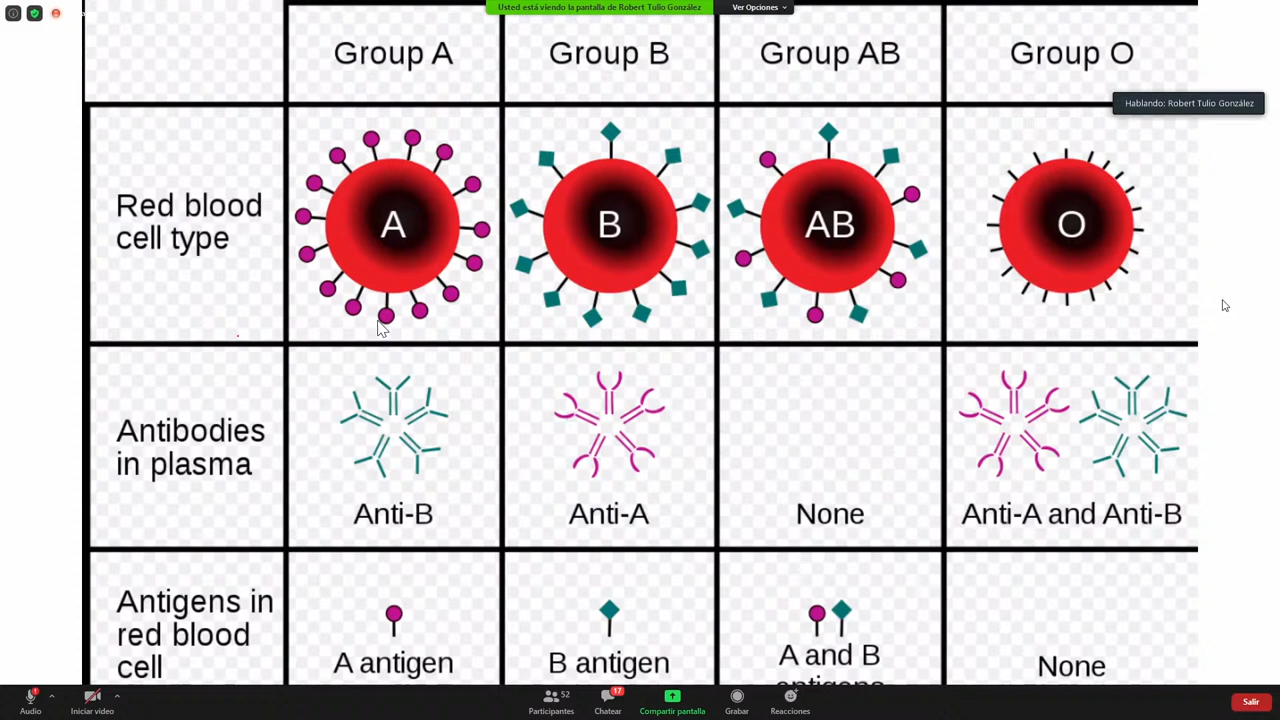 Usted está viendo la pantalla de Robert Tulio González
Ver Opciones
Group A
Group B
Group AB
Group O
Hablando: Robert Tulio González
Red blood
cell type
A
B
AB
O
Antibodies
in plasma
Anti-B
Anti-A
None
Anti-A and Anti-B
Antigens in
red blood
cell
A antigen
B antigen
A and B
antigens
None
Audio
Iniciar video
Participantes
52
Chatear
17
Compartir pantalla
Grabar
Reacciones
Salir